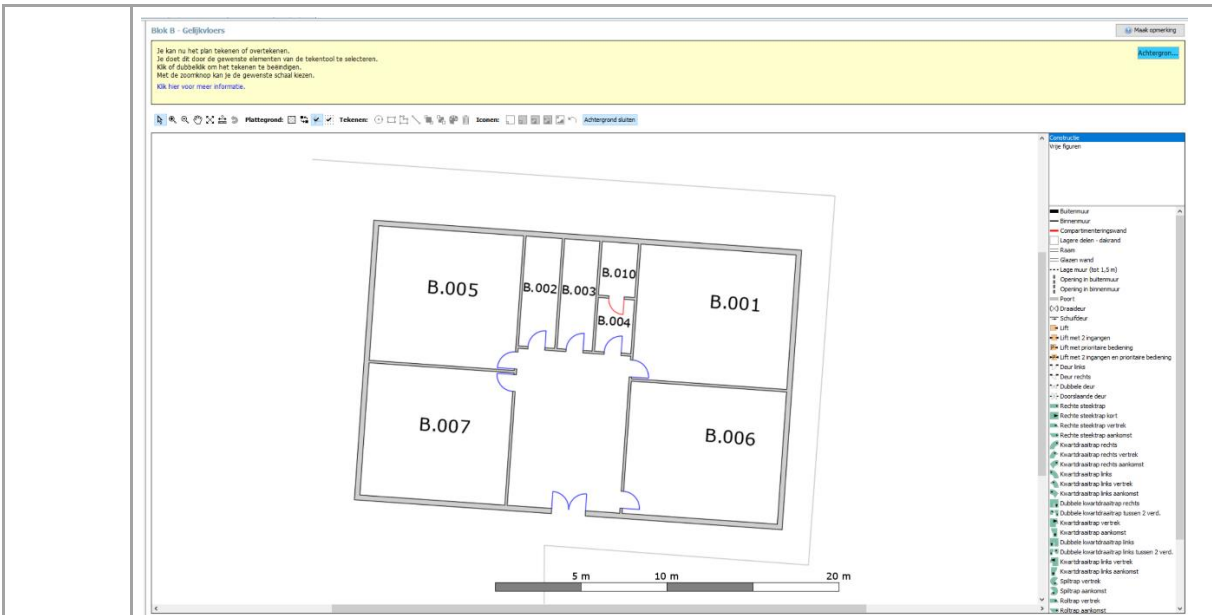 Blok B - Gelijkvloers
Maak opmerking
Je kan nu het plan tekenen of overtekenen.
Je doet dit door de gewenste elementen van de tekentool te selecteren.
Klik of dubbelklik om het tekenen te beëindigen.
Met de zoomknop kan je de gewenste schaal kiezen.
Klik hier voor meer informatie.
Achtergron...
Plattegrond: Tekenen: Iconen: Achtergrond sluiten
Constructie
Vrije figuren
B.005
B.002
B.003
B.010
B.004
B.001
B.007
B.006
5 m 10 m 20 m
Buitenmuur
Binnenmuur
Compartimenteringswand
Lagere delen - dakrand
Raam
Glazen wand
Lage muur (tot 1,5 m)
Opening in buitenmuur
Opening in binnenmuur
Poort
Draaideur
Schuifdeur
Lift
Lift met 2 ingangen
Lift met prioritaire bediening
Lift met 2 ingangen en prioritaire bediening
Deur links
Deur rechts
Dubbele deur
Doorslaande deur
Rechte steektrap
Rechte steektrap kort
Rechte steektrap vertrek
Rechte steektrap aankomst
Kwartdraaitrap rechts
Kwartdraaitrap rechts vertrek
Kwartdraaitrap rechts aankomst
Kwartdraaitrap links
Kwartdraaitrap links vertrek
Kwartdraaitrap links aankomst
Dubbele kwartdraaitrap rechts
Dubbele kwartdraaitrap tussen 2 verd.
Kwartdraaitrap vertrek
Kwartdraaitrap aankomst
Dubbele kwartdraaitrap links
Dubbele kwartdraaitrap links tussen 2 verd.
Kwartdraaitrap links vertrek
Kwartdraaitrap links aankomst
Spiltrap vertrek
Spiltrap aankomst
Roltrap vertrek
Roltrap aankomst